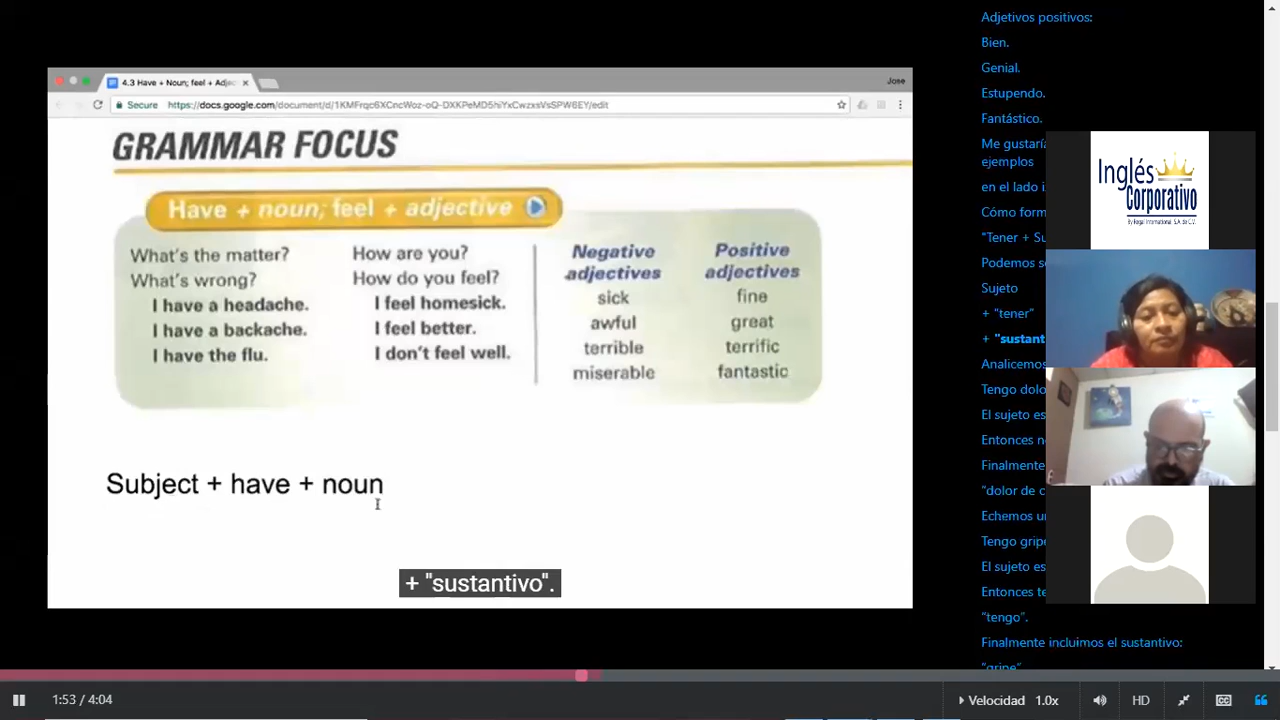 4.3 Have + Noun; feel + Adje
Jose
Secure https://docs.google.com/document/d/1KMFrqc6XCncWoz-oQ-DXKPeMD5hiYxCwzxsVsSPW6EY/edit
GRAMMAR FOCUS
Have + noun; feel + adjective
What's the matter?
What's wrong?
I have a headache.
I have a backache.
I have the flu.
How are you?
How do you feel?
I feel homesick.
I feel better.
I don't feel well.
Negative
adjectives
sick
awful
terrible
miserable
Positive
adjectives
fine
great
terrific
fantastic
Subject + have + noun
+ "sustantivo".
Adjetivos positivos:
Bien.
Genial.
Estupendo.
Fantástico.
Me gustaría
ejemplos
en el lado i
Cómo form
"Tener + Su
Podemos s
Sujeto
+ "tener"
+ "sustant
Analicemos
Tengo dolo
El sujeto es
Entonces n
Finalmente
"dolor de c
Echemos u
Tengo gripe
El sujeto es
Entonces te
"tengo".
Finalmente incluimos el sustantivo:
"gripe"
Inglés
Corporativo
By Regal International, S.A. de C.V.
1:53 / 4:04
Velocidad 1.0x
HD